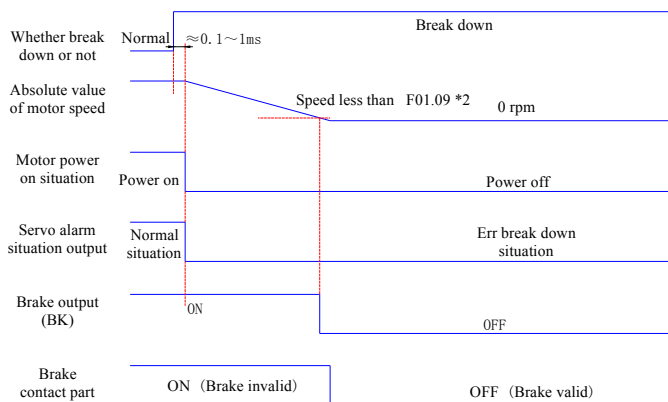 Whether break
down or not
Normal
≈0.1~1ms
Break down
Absolute value
of motor speed
Speed less than F01.09 *2
0 rpm
Motor power
on situation
Power on
Power off
Servo alarm
situation output
Normal
situation
Err break down
situation
Brake output
(BK)
ON
OFF
Brake
contact part
ON (Brake invalid)
OFF (Brake valid)